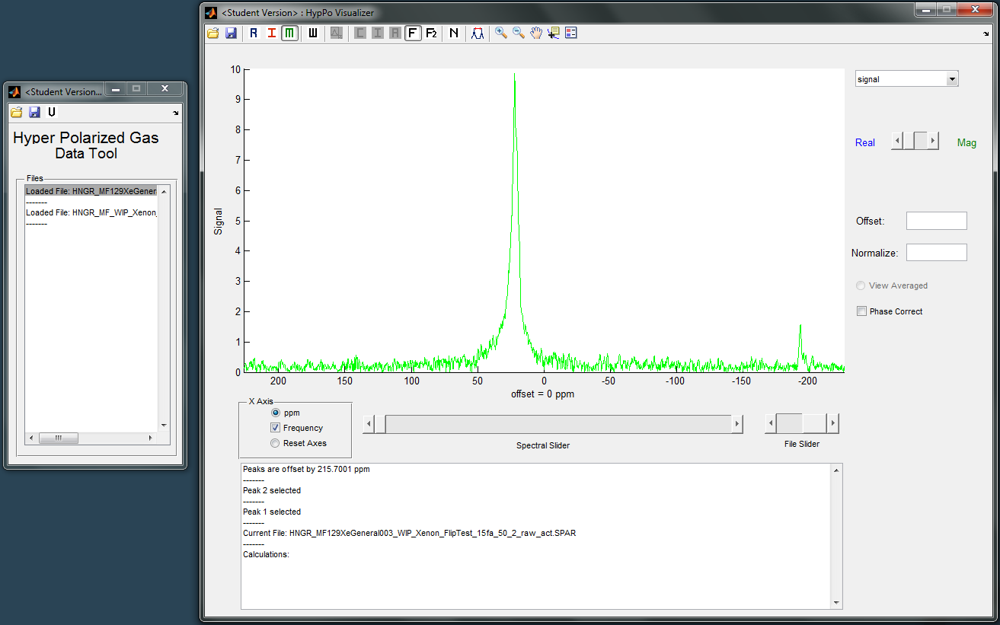 <Student Version> : HypPo Visualizer
R I M W C I A F F2 N
<Student Version...
U
Hyper Polarized Gas
Data Tool
Files
Loaded File: HNGR_MF129XeGener
-------
Loaded File: HNGR_MF_WIP_Xenon_
-------
10
9
8
7
6
5
4
3
2
1
0
Signal
200 150 100 50 0 -50 -100 -150 -200
offset = 0 ppm
signal
Real Mag
Offset:
Normalize:
View Averaged
Phase Correct
X Axis
ppm
Frequency
Reset Axes
Spectral Slider
File Slider
Peaks are offset by 215.7001 ppm
-------
Peak 2 selected
-------
Peak 1 selected
-------
Current File: HNGR_MF129XeGeneral003_WIP_Xenon_FlipTest_15fa_50_2_raw_act.SPAR
-------
Calculations: